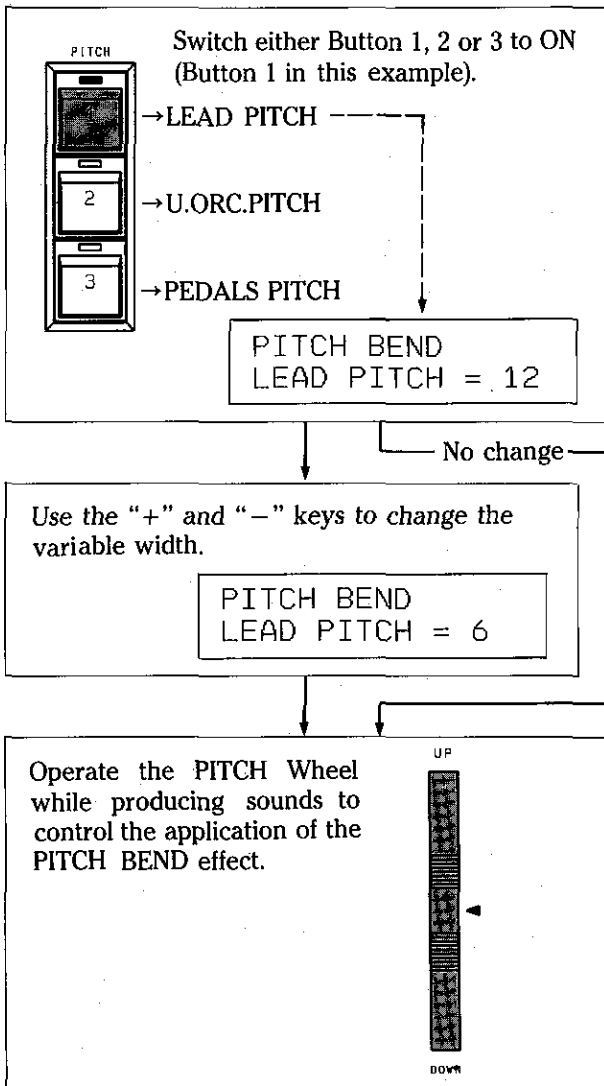 PITCH
Switch either Button 1, 2 or 3 to ON
(Button 1 in this example).
→LEAD PITCH
2
→U.ORC.PITCH
3
→PEDALS PITCH
PITCH BEND
LEAD PITCH = 12
No change
Use the “+” and “−” keys to change the
variable width.
PITCH BEND
LEAD PITCH = 6
Operate the PITCH Wheel
while producing sounds to
control the application of the
PITCH BEND effect.
UP
DOWN